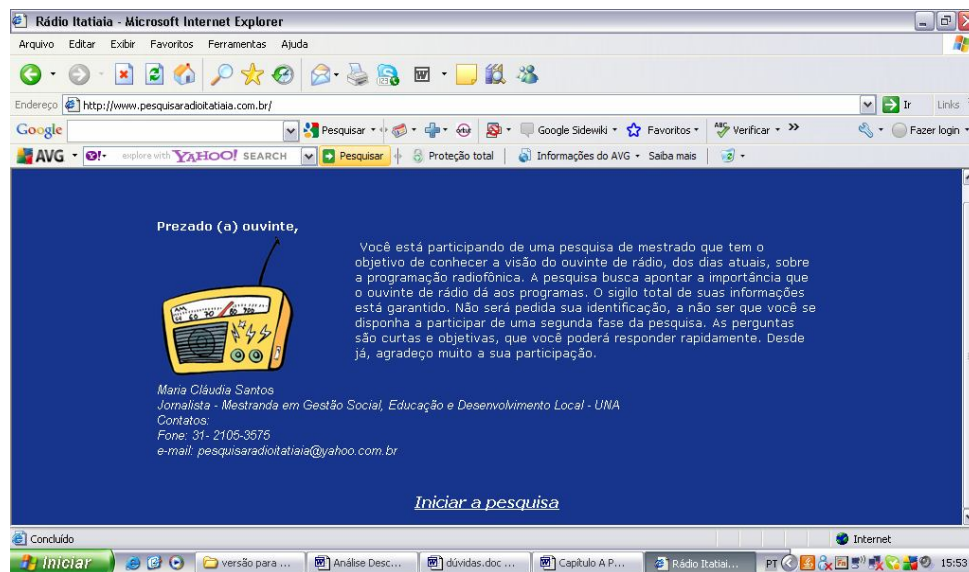 Rádio Itatiaia - Microsoft Internet Explorer
Arquivo Editar Exibir Favoritos Ferramentas Ajuda
Endereço http://www.pesquisaradioitatiaia.com.br/ Ir Links
Google Pesquisar Google Sidewiki Favoritos Verificar Fazer login
AVG explore with YAHOO! SEARCH Pesquisar Proteção total Informações do AVG Saiba mais
Prezado (a) ouvinte,
Você está participando de uma pesquisa de mestrado que tem o
objetivo de conhecer a visão do ouvinte de rádio, dos dias atuais, sobre
a programação radiofônica. A pesquisa busca apontar a importância que
o ouvinte de rádio dá aos programas. O sigilo total de suas informações
está garantido. Não será pedida sua identificação, a não ser que você se
disponha a participar de uma segunda fase da pesquisa. As perguntas
são curtas e objetivas, que você poderá responder rapidamente. Desde
já, agradeço muito a sua participação.
AM
Maria Cláudia Santos
Jornalista - Mestranda em Gestão Social, Educação e Desenvolvimento Local - UNA
Contatos:
Fone: 31- 2105-3575
e-mail: pesquisaradioitatiaia@yahoo.com.br
Iniciar a pesquisa
Concluído Internet
Iniciar versão para ... Análise Desc... dúvidas.doc ... Capítulo A P... Rádio Itatiai... PT 15:53